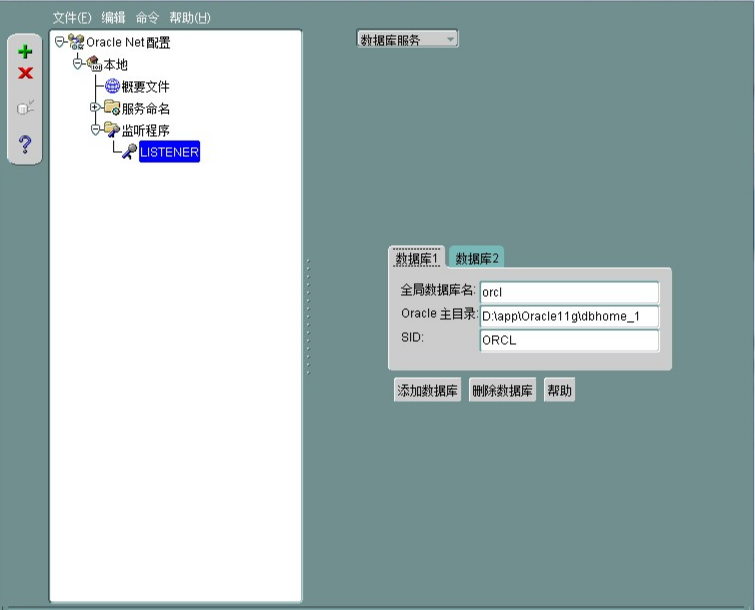 文件(F) 编辑 命令 帮助(H)
Oracle Net 配置
本地
概要文件
服务命名
监听程序
LISTENER
数据库服务
数据库1 数据库2
全局数据库名: orcl
Oracle 主目录: D:\app\Oracle11g\dbhome_1
SID: ORCL
添加数据库 删除数据库 帮助